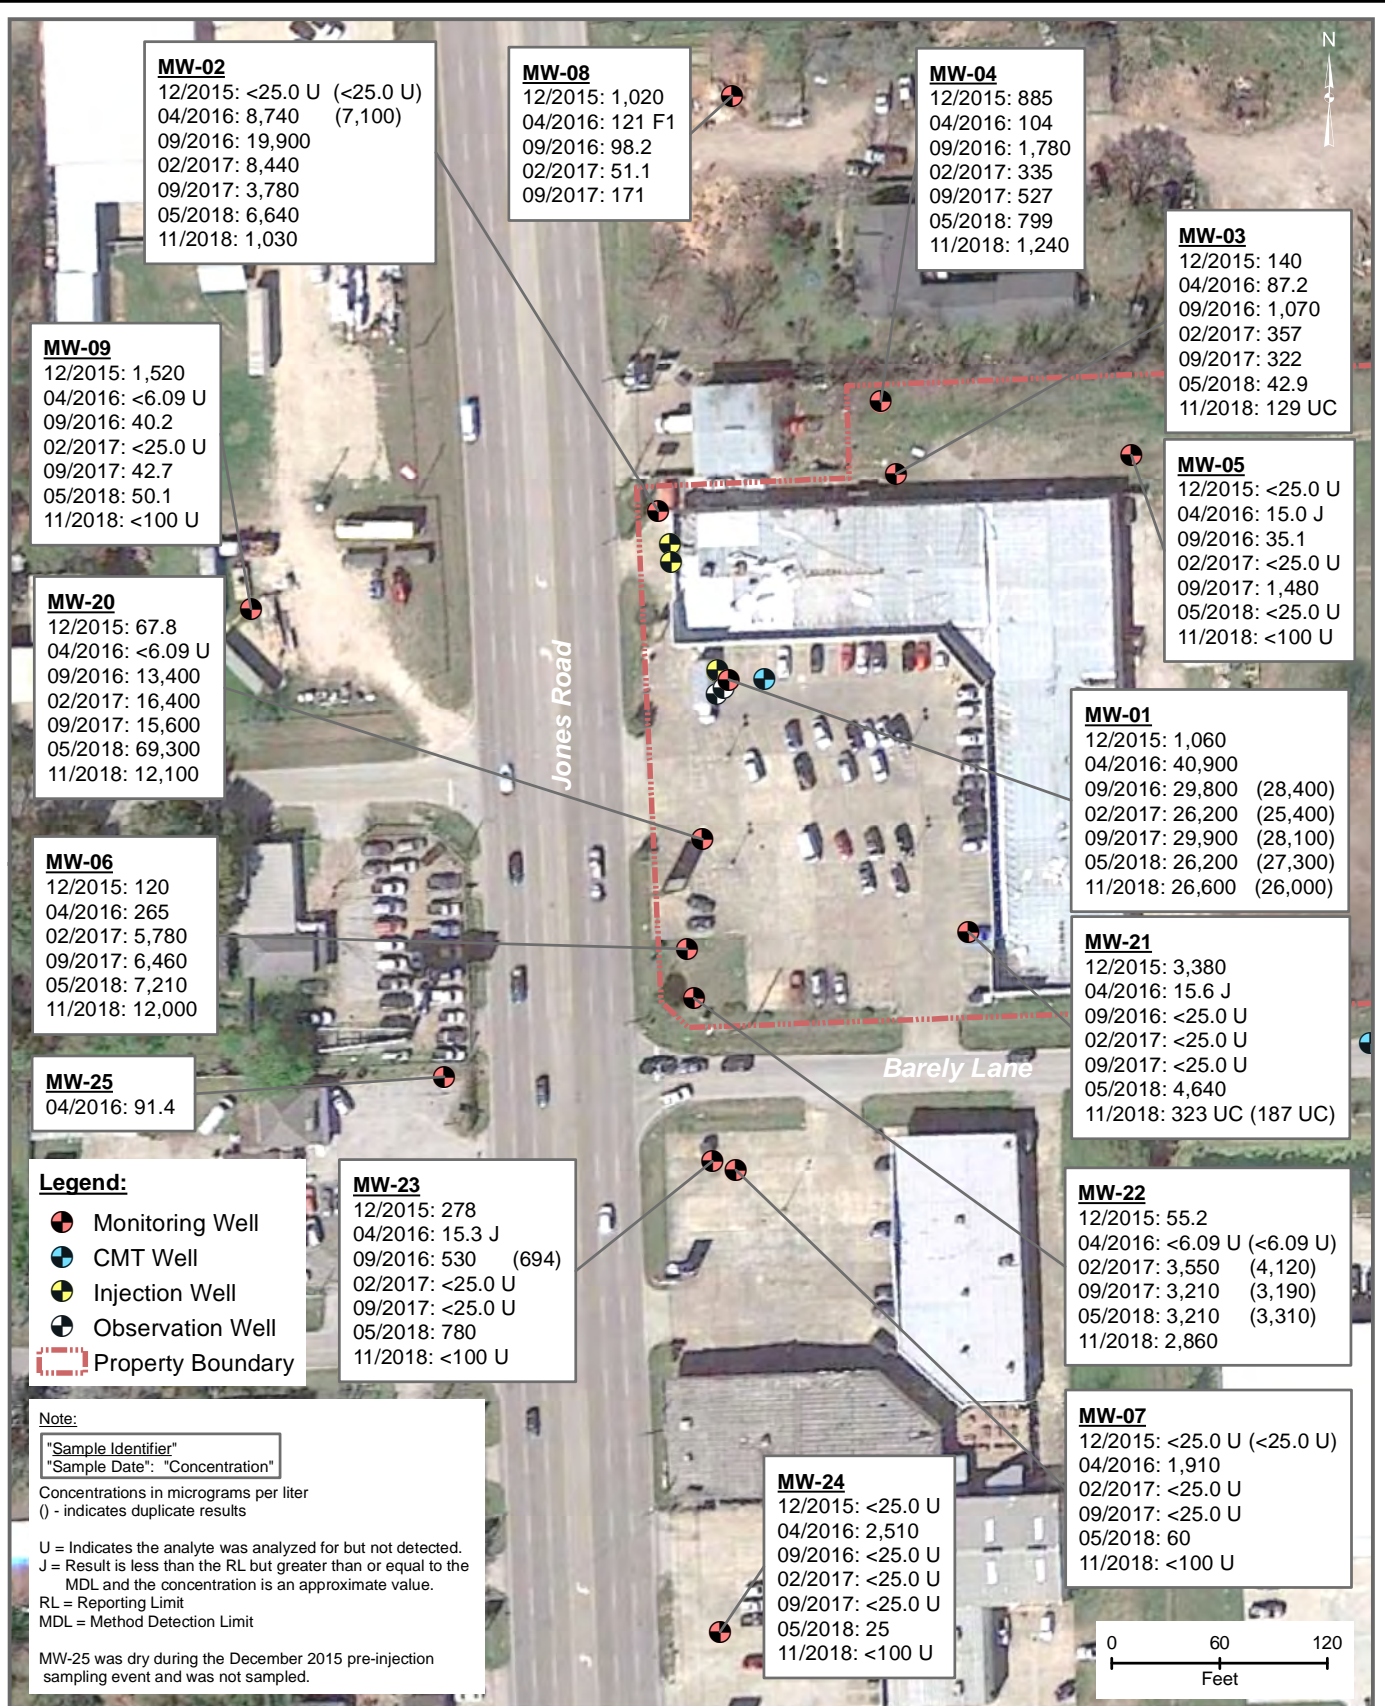 N
MW-02
12/2015: <25.0 U (<25.0 U)
04/2016: 8,740 (7,100)
09/2016: 19,900
02/2017: 8,440
09/2017: 3,780
05/2018: 6,640
11/2018: 1,030
MW-08
12/2015: 1,020
04/2016: 121 F1
09/2016: 98.2
02/2017: 51.1
09/2017: 171
MW-04
12/2015: 885
04/2016: 104
09/2016: 1,780
02/2017: 335
09/2017: 527
05/2018: 799
11/2018: 1,240
MW-03
12/2015: 140
04/2016: 87.2
09/2016: 1,070
02/2017: 357
09/2017: 322
05/2018: 42.9
11/2018: 129 UC
MW-09
12/2015: 1,520
04/2016: <6.09 U
09/2016: 40.2
02/2017: <25.0 U
09/2017: 42.7
05/2018: 50.1
11/2018: <100 U
MW-05
12/2015: <25.0 U
04/2016: 15.0 J
09/2016: 35.1
02/2017: <25.0 U
09/2017: 1,480
05/2018: <25.0 U
11/2018: <100 U
MW-20
12/2015: 67.8
04/2016: <6.09 U
09/2016: 13,400
02/2017: 16,400
09/2017: 15,600
05/2018: 69,300
11/2018: 12,100
Jones Road
MW-01
12/2015: 1,060
04/2016: 40,900
09/2016: 29,800 (28,400)
02/2017: 26,200 (25,400)
09/2017: 29,900 (28,100)
05/2018: 26,200 (27,300)
11/2018: 26,600 (26,000)
MW-06
12/2015: 120
04/2016: 265
02/2017: 5,780
09/2017: 6,460
05/2018: 7,210
11/2018: 12,000
MW-21
12/2015: 3,380
04/2016: 15.6 J
09/2016: <25.0 U
02/2017: <25.0 U
09/2017: <25.0 U
05/2018: 4,640
11/2018: 323 UC (187 UC)
Barely Lane
MW-25
04/2016: 91.4
Legend:
Monitoring Well
CMT Well
Injection Well
Observation Well
Property Boundary
MW-23
12/2015: 278
04/2016: 15.3 J
09/2016: 530 (694)
02/2017: <25.0 U
09/2017: <25.0 U
05/2018: 780
11/2018: <100 U
MW-22
12/2015: 55.2
04/2016: <6.09 U (<6.09 U)
02/2017: 3,550 (4,120)
09/2017: 3,210 (3,190)
05/2018: 3,210 (3,310)
11/2018: 2,860
MW-07
12/2015: <25.0 U (<25.0 U)
04/2016: 1,910
02/2017: <25.0 U
09/2017: <25.0 U
05/2018: 60
11/2018: <100 U
MW-24
12/2015: <25.0 U
04/2016: 2,510
09/2016: <25.0 U
02/2017: <25.0 U
09/2017: <25.0 U
05/2018: 25
11/2018: <100 U
Note:
"Sample Identifier"
"Sample Date": "Concentration"
Concentrations in micrograms per liter
() - indicates duplicate results
U = Indicates the analyte was analyzed for but not detected.
J = Result is less than the RL but greater than or equal to the
MDL and the concentration is an approximate value.
RL = Reporting Limit
MDL = Method Detection Limit
MW-25 was dry during the December 2015 pre-injection
sampling event and was not sampled.
0 60 120
Feet